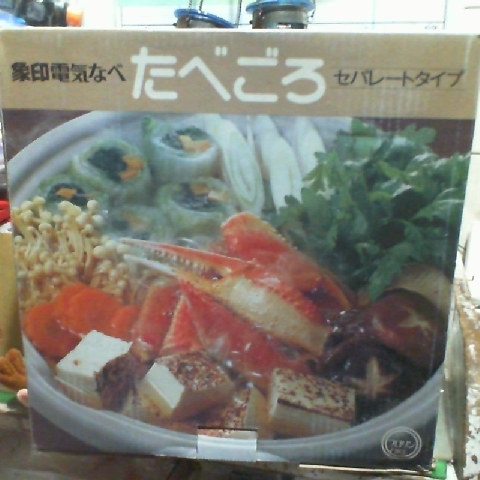 象印電気なべ たべごろ セパレートタイプ